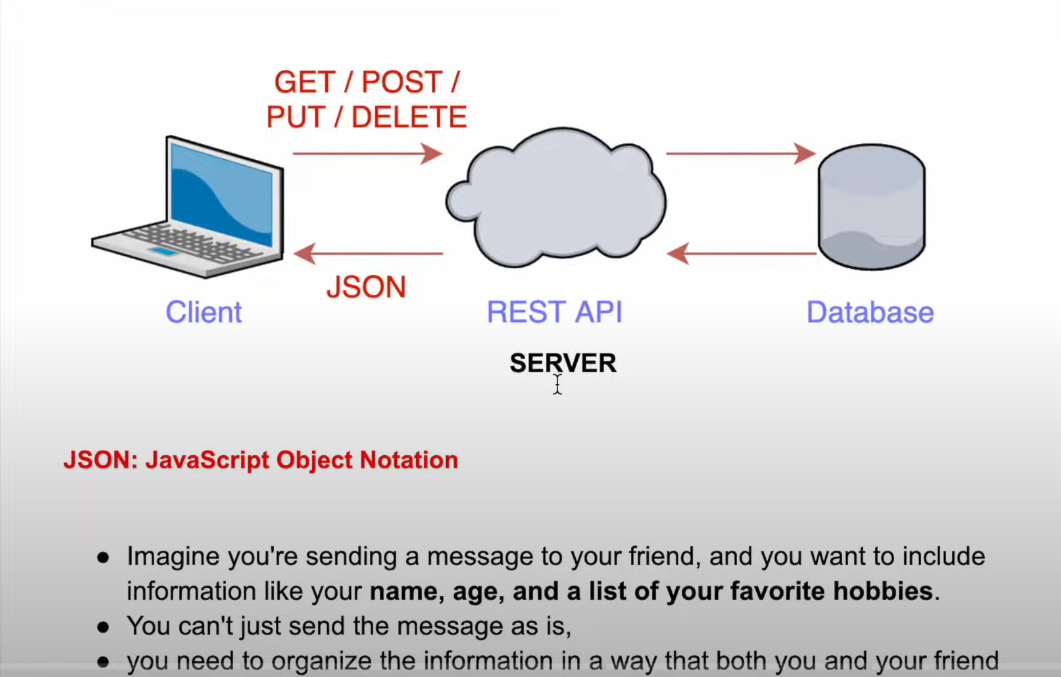 GET / POST /
PUT / DELETE
JSON
Client
REST API
Database
SERVER
JSON: JavaScript Object Notation
● Imagine you're sending a message to your friend, and you want to include
information like your name, age, and a list of your favorite hobbies.
● You can't just send the message as is,
● you need to organize the information in a way that both you and your friend